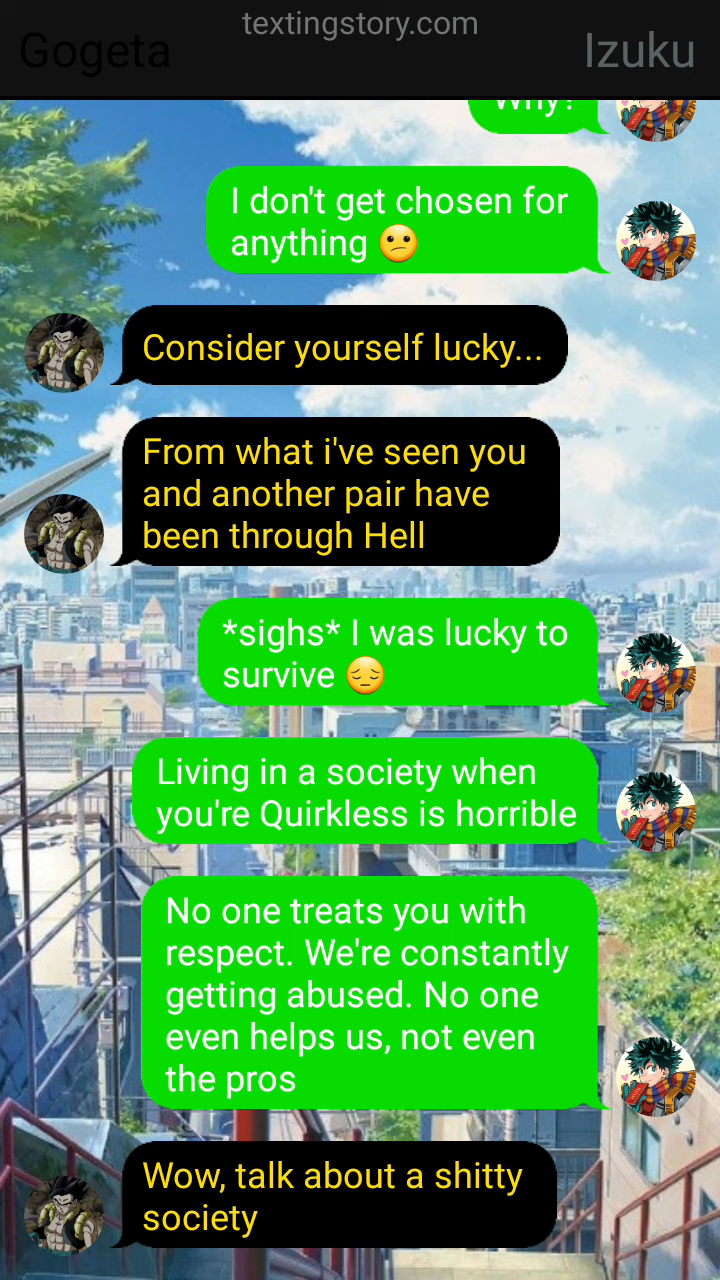 textingstory.com
Gogeta
Izuku
Why?
I don't get chosen for
anything 😕
Consider yourself lucky...
From what i've seen you
and another pair have
been through Hell
*sighs* I was lucky to
survive 😔
Living in a society when
you're Quirkless is horrible
No one treats you with
respect. We're constantly
getting abused. No one
even helps us, not even
the pros
Wow, talk about a shitty
society